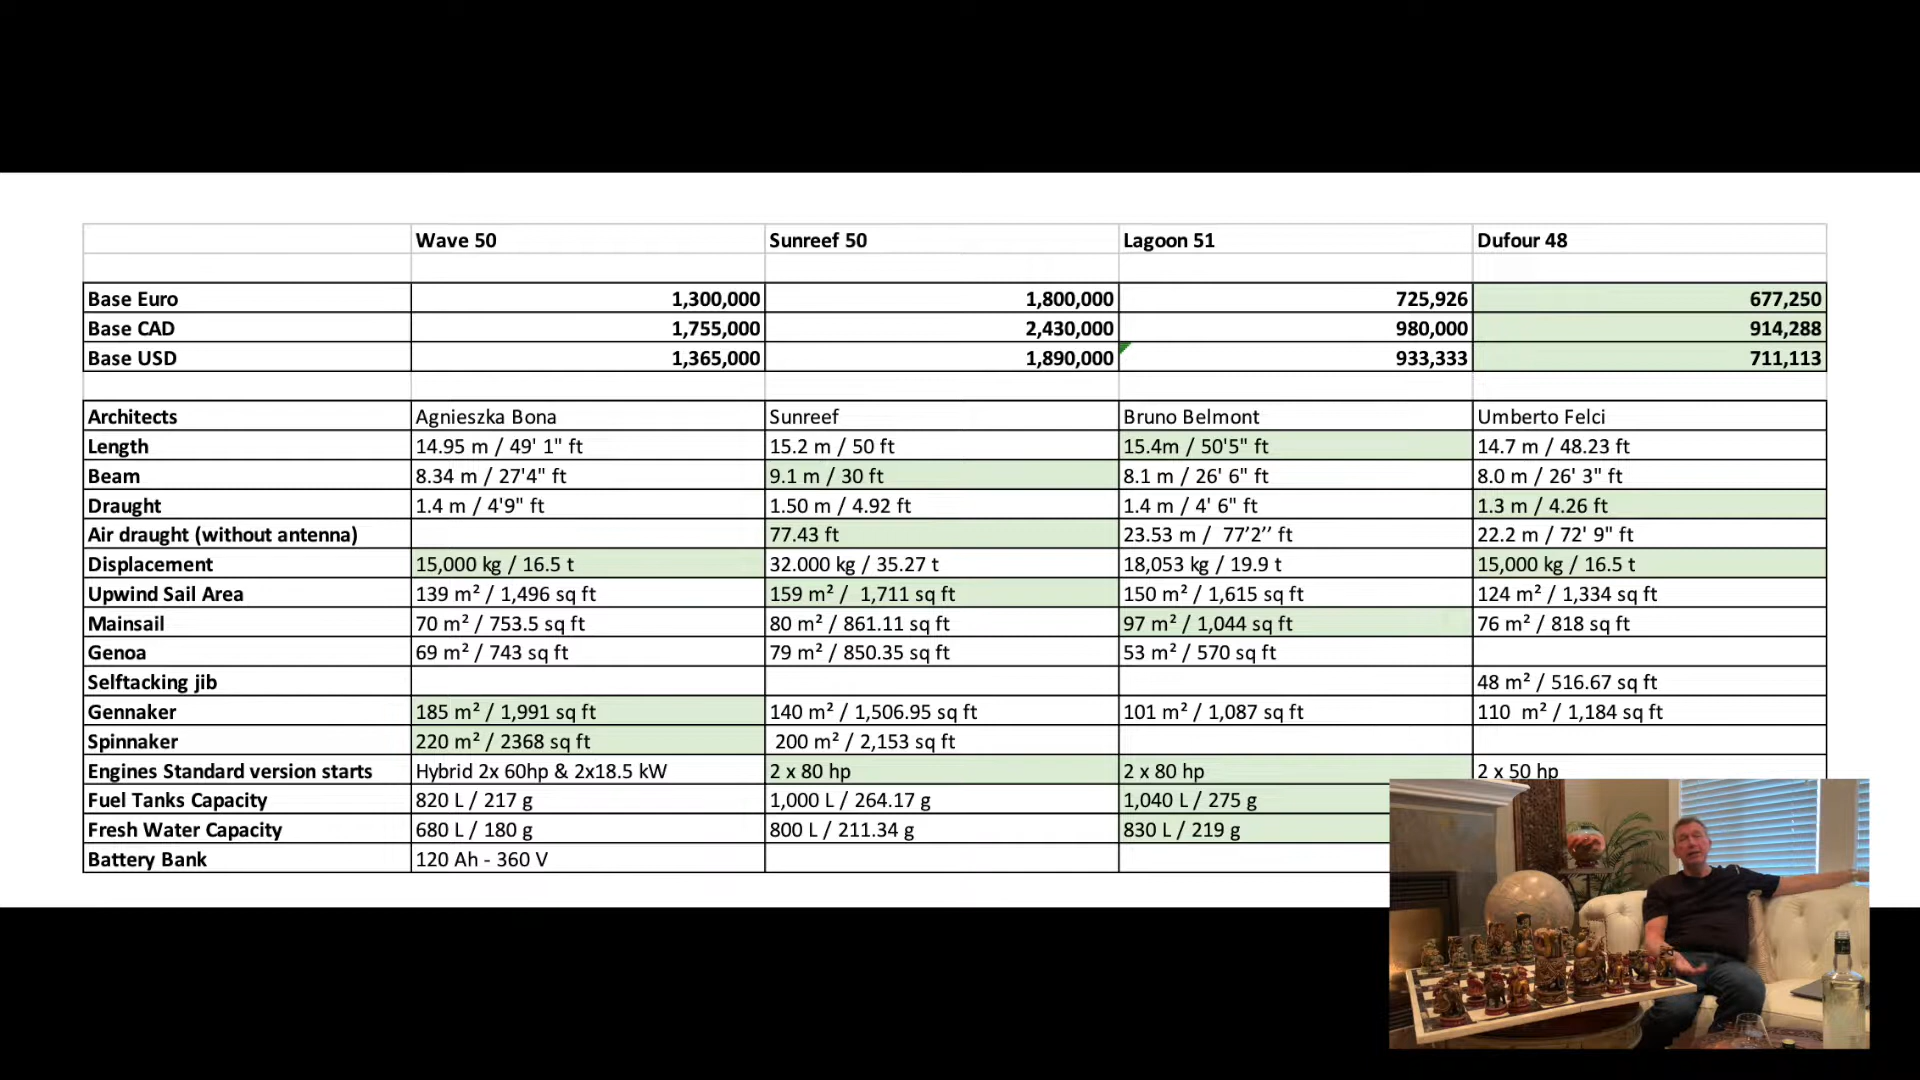 Wave 50 Sunreef 50 Lagoon 51 Dufour 48
Base Euro 1,300,000 1,800,000 725,926 677,250
Base CAD 1,755,000 2,430,000 980,000 914,288
Base USD 1,365,000 1,890,000 933,333 711,113
Architects Agnieszka Bona Sunreef Bruno Belmont Umberto Felci
Length 14.95 m / 49' 1" ft 15.2 m / 50 ft 15.4m / 50'5" ft 14.7 m / 48.23 ft
Beam 8.34 m / 27'4" ft 9.1 m / 30 ft 8.1 m / 26' 6" ft 8.0 m / 26' 3" ft
Draught 1.4 m / 4'9" ft 1.50 m / 4.92 ft 1.4 m / 4' 6" ft 1.3 m / 4.26 ft
Air draught (without antenna) 77.43 ft 23.53 m / 77’2’’ ft 22.2 m / 72' 9" ft
Displacement 15,000 kg / 16.5 t 32.000 kg / 35.27 t 18,053 kg / 19.9 t 15,000 kg / 16.5 t
Upwind Sail Area 139 m² / 1,496 sq ft 159 m² / 1,711 sq ft 150 m² / 1,615 sq ft 124 m² / 1,334 sq ft
Mainsail 70 m² / 753.5 sq ft 80 m² / 861.11 sq ft 97 m² / 1,044 sq ft 76 m² / 818 sq ft
Genoa 69 m² / 743 sq ft 79 m² / 850.35 sq ft 53 m² / 570 sq ft
Selftacking jib 48 m² / 516.67 sq ft
Gennaker 185 m² / 1,991 sq ft 140 m² / 1,506.95 sq ft 101 m² / 1,087 sq ft 110 m² / 1,184 sq ft
Spinnaker 220 m² / 2368 sq ft 200 m² / 2,153 sq ft
Engines Standard version starts Hybrid 2x 60hp & 2x18.5 kW 2 x 80 hp 2 x 80 hp 2 x 50 hp
Fuel Tanks Capacity 820 L / 217 g 1,000 L / 264.17 g 1,040 L / 275 g
Fresh Water Capacity 680 L / 180 g 800 L / 211.34 g 830 L / 219 g
Battery Bank 120 Ah - 360 V